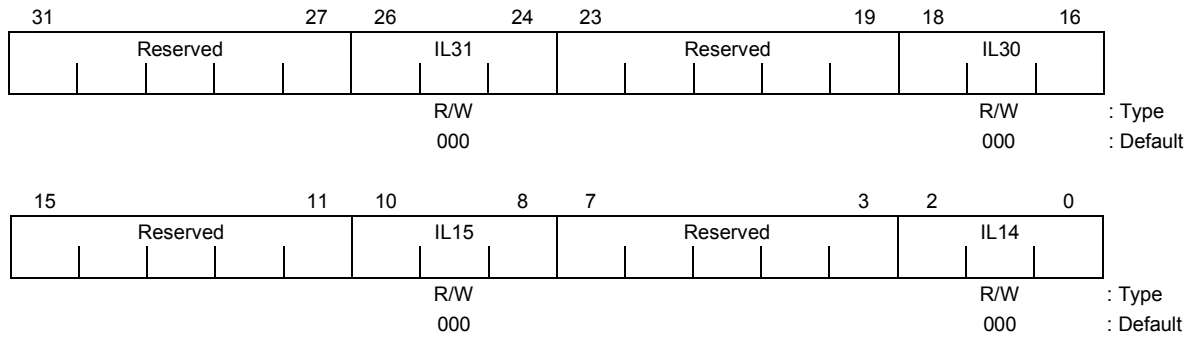 31 27 26 24 23 19 18 16
Reserved IL31 Reserved IL30
R/W R/W : Type
000 000 : Default
15 11 10 8 7 3 2 0
Reserved IL15 Reserved IL14
R/W R/W : Type
000 000 : Default